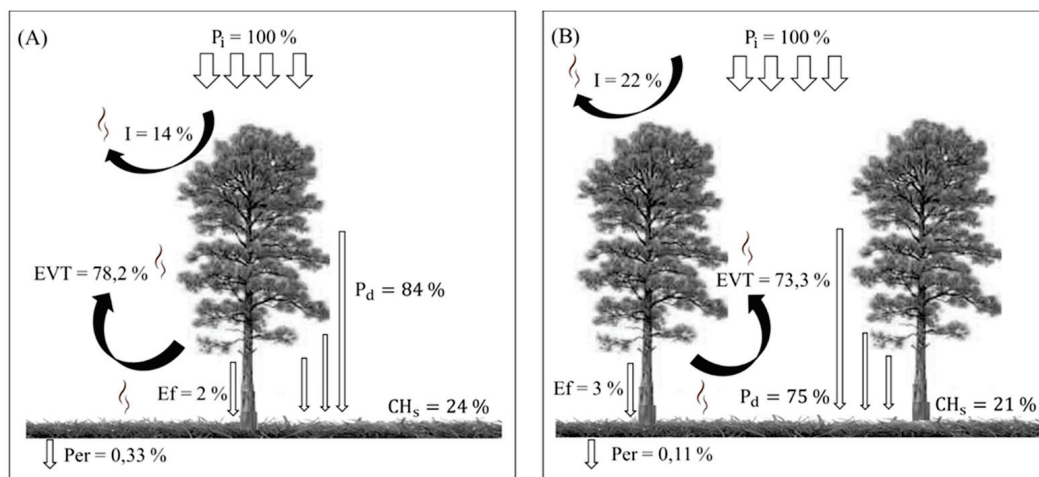 (A)
P_i = 100 %
I = 14 %
EVT = 78,2 %
P_d = 84 %
Ef = 2 %
CH_s = 24 %
Per = 0,33 %
(B)
P_i = 100 %
I = 22 %
EVT = 73,3 %
Ef = 3 %
P_d = 75 %
CH_s = 21 %
Per = 0,11 %